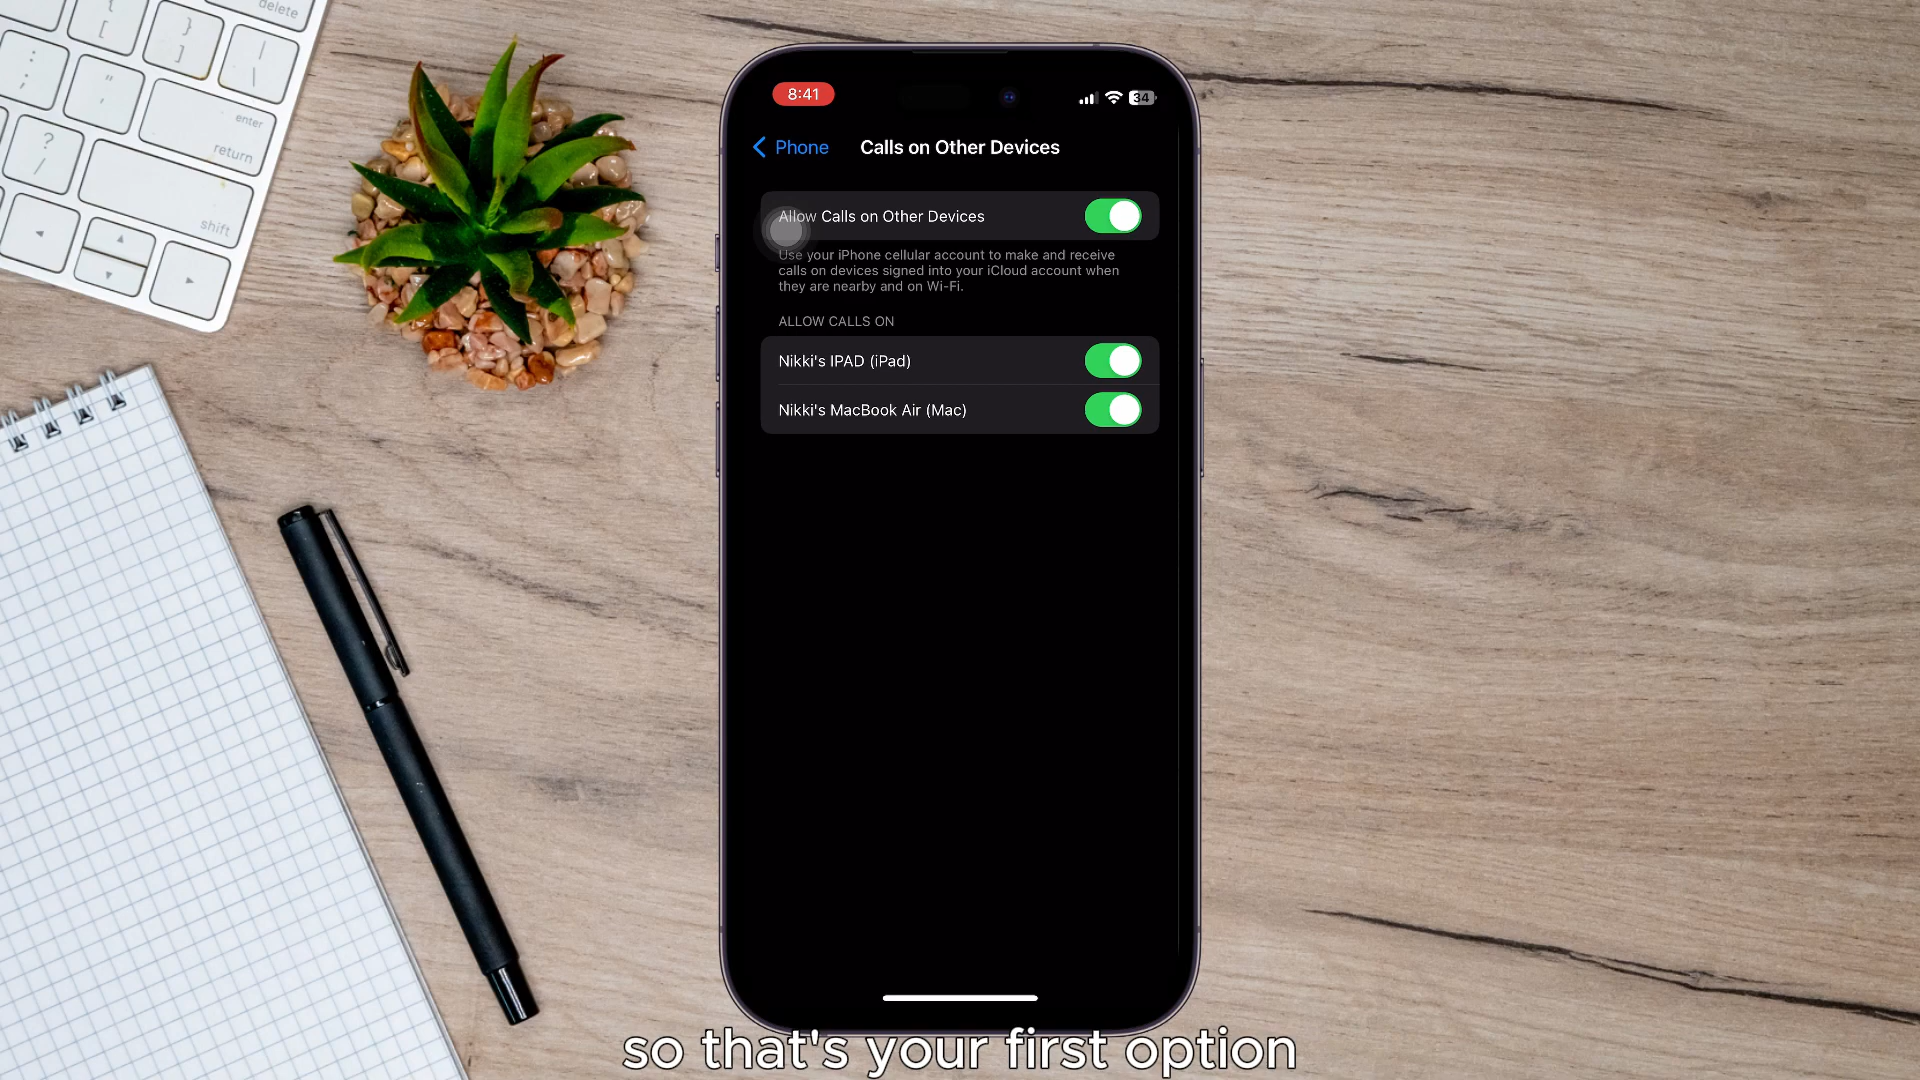 delete
{
[
}
]
|
\
:
;
"
'
enter
return
?
/
shift
8:41
34
Phone
Calls on Other Devices
Allow Calls on Other Devices
Use your iPhone cellular account to make and receive
calls on devices signed into your iCloud account when
they are nearby and on Wi-Fi.
ALLOW CALLS ON
Nikki's IPAD (iPad)
Nikki's MacBook Air (Mac)
so that's your first option